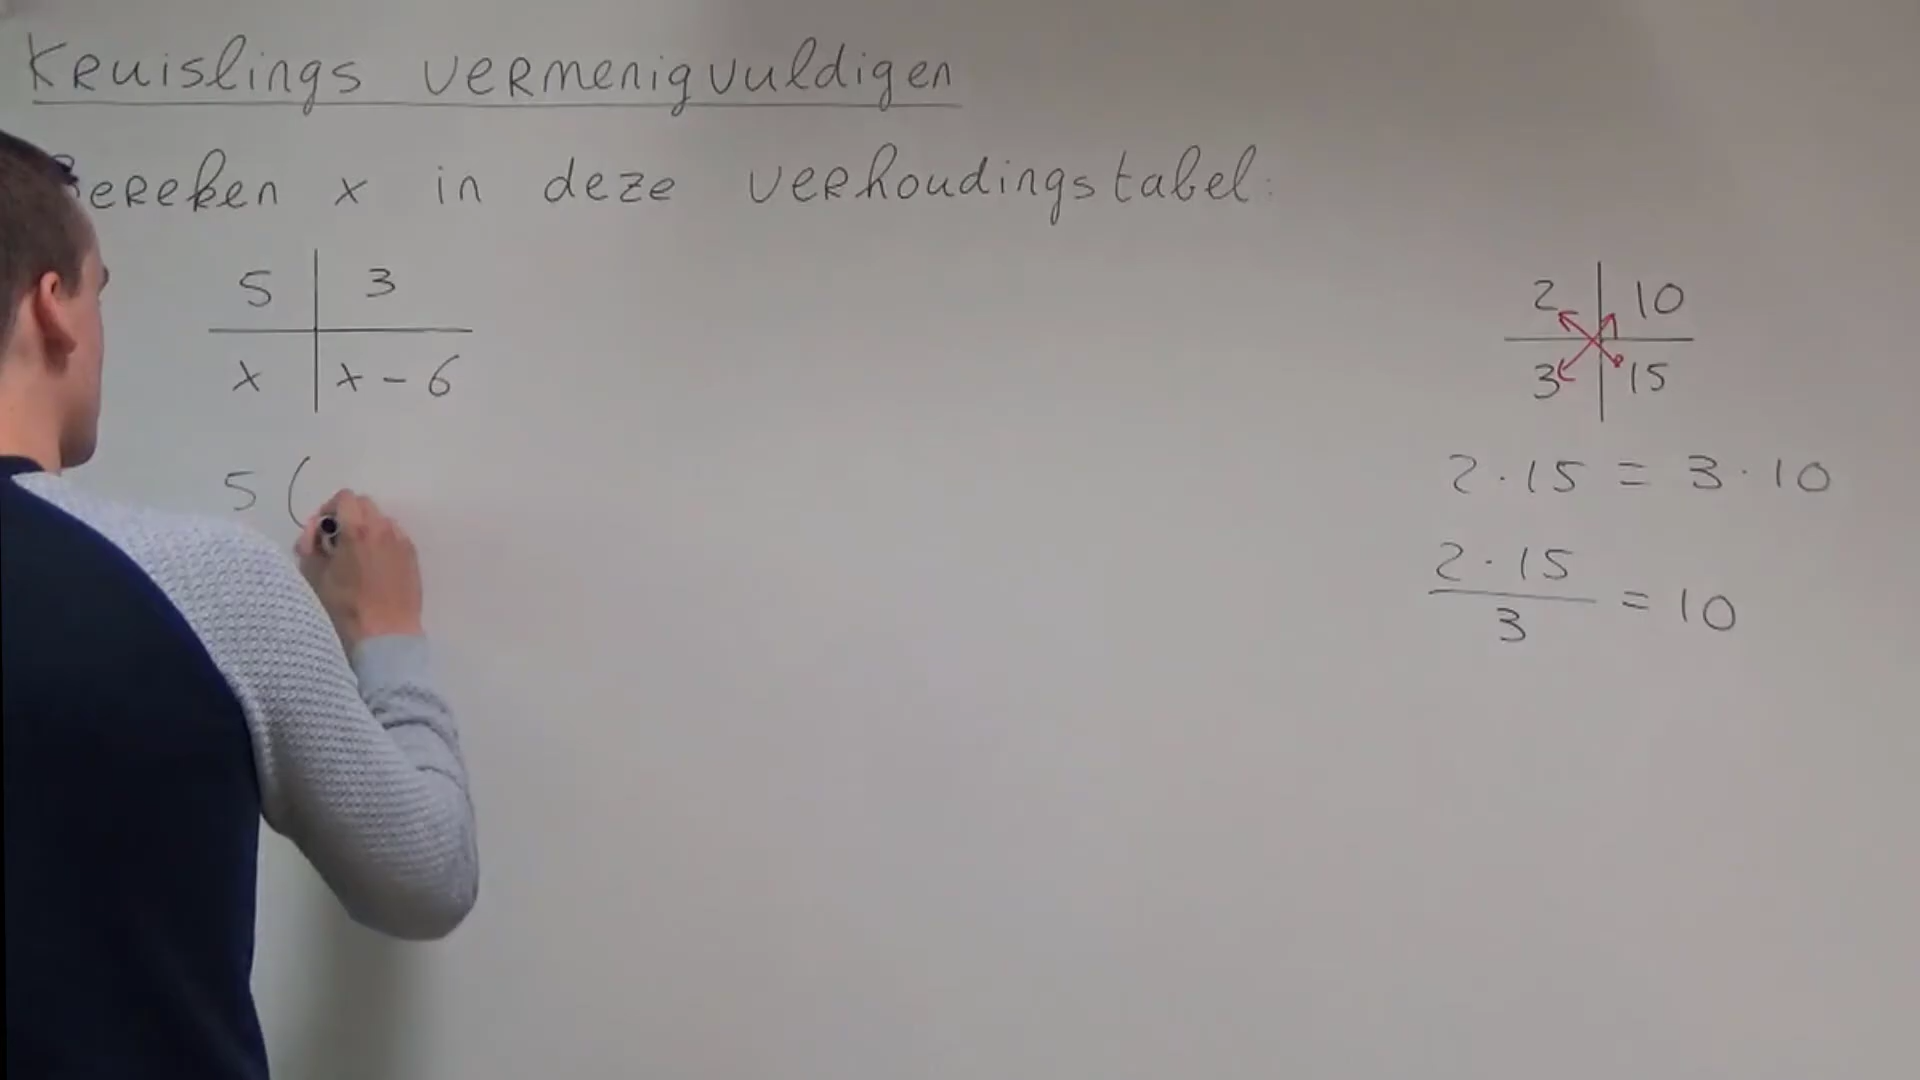 Kruislings vermenigvuldigen
Bereken x in deze verhoudingstabel:
5 3
x x - 6
5 (
2 10
3 15
2 · 15 = 3 · 10
2 · 15
3
= 10